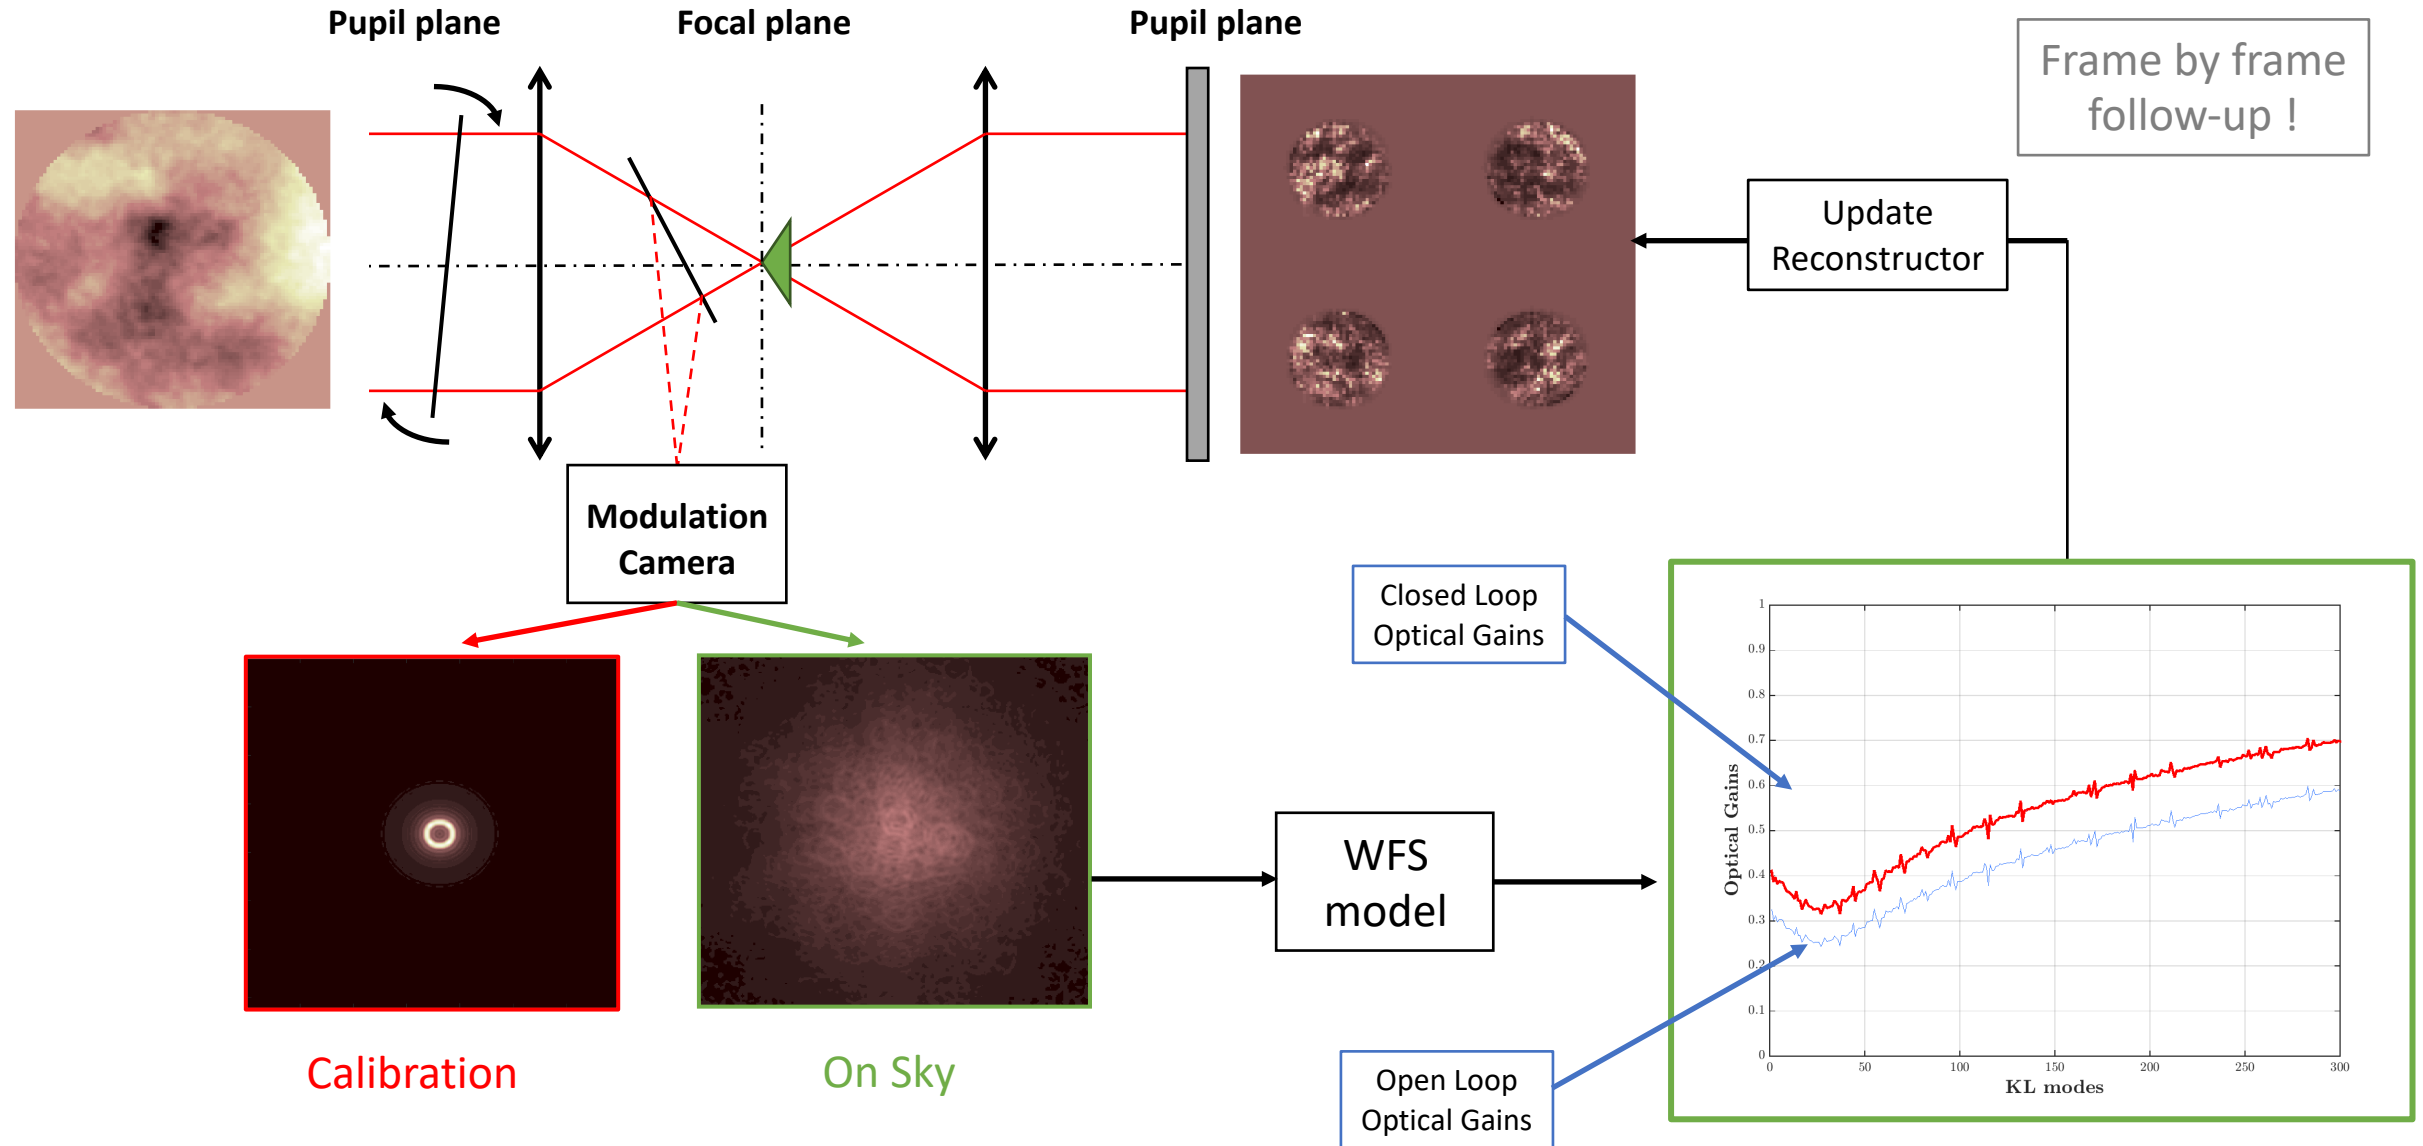 Pupil plane
Focal plane
Pupil plane
Frame by frame
follow-up !
Update
Reconstructor
Modulation
Camera
Closed Loop
Optical Gains
WFS
model
Calibration
On Sky
Open Loop
Optical Gains
1
0.9
0.8
0.7
0.6
0.5
0.4
0.3
0.2
0.1
0
Optical Gains
0
50
100
150
200
250
300
KL modes